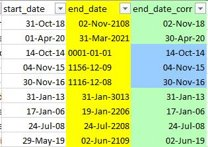 start_date end_date end_date_corr
31-Oct-18 02-Nov-2108 02-Nov-18
01-Apr-20 31-Mar-2021 30-Apr-20
14-Oct-14 0001-01-01 14-Oct-14
04-Nov-15 1156-12-09 04-Nov-15
30-Nov-16 1116-12-08 30-Nov-16
31-Jan-13 31-Jan-3013 31-Jan-13
17-Jan-06 19-Jan-2206 17-Jan-06
24-Jul-08 24-Jul-2208 24-Jul-08
29-May-19 02-Jun-2109 02-Jun-19